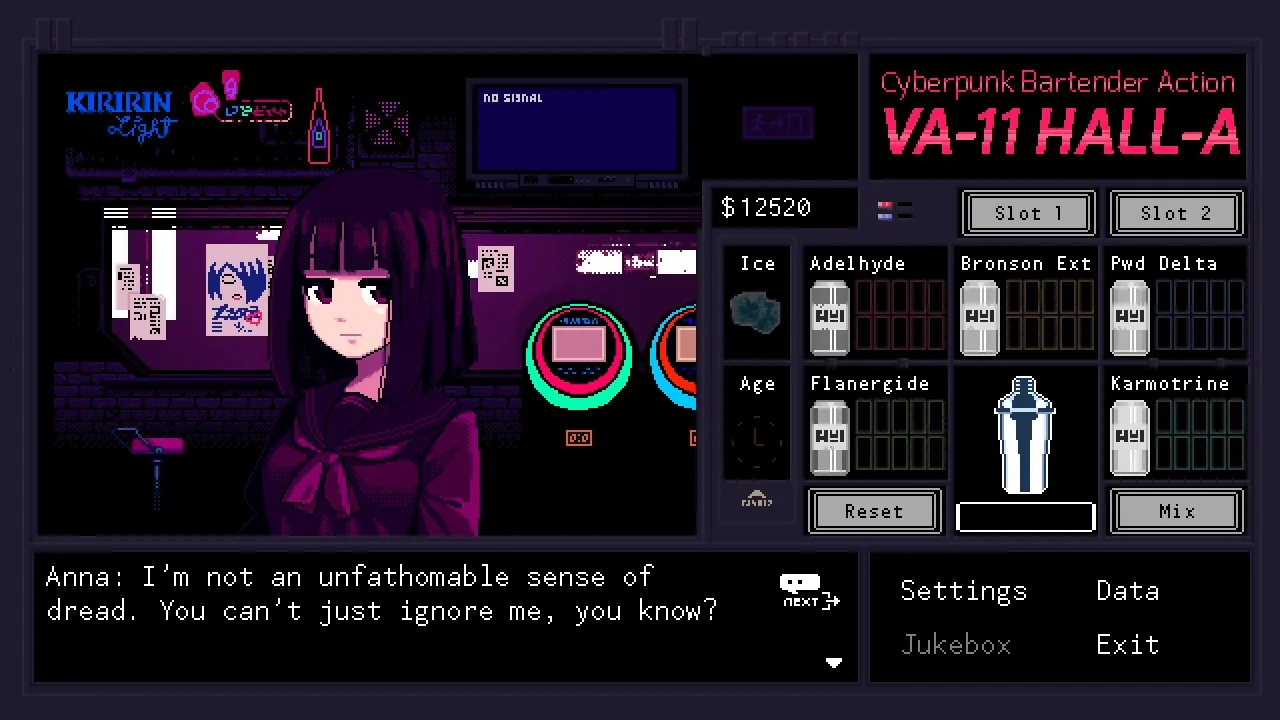 KIRIRIN
Light
NO SIGNAL
Cyberpunk Bartender Action
VA-11 HALL-A
$12520
Slot 1
Slot 2
Ice
Adelhyde
Bronson Ext
Pwd Delta
Age
Flanergide
Karmotrine
Reset
Mix
Anna: I'm not an unfathomable sense of
dread. You can't just ignore me, you know?
NEXT
Settings
Data
Jukebox
Exit